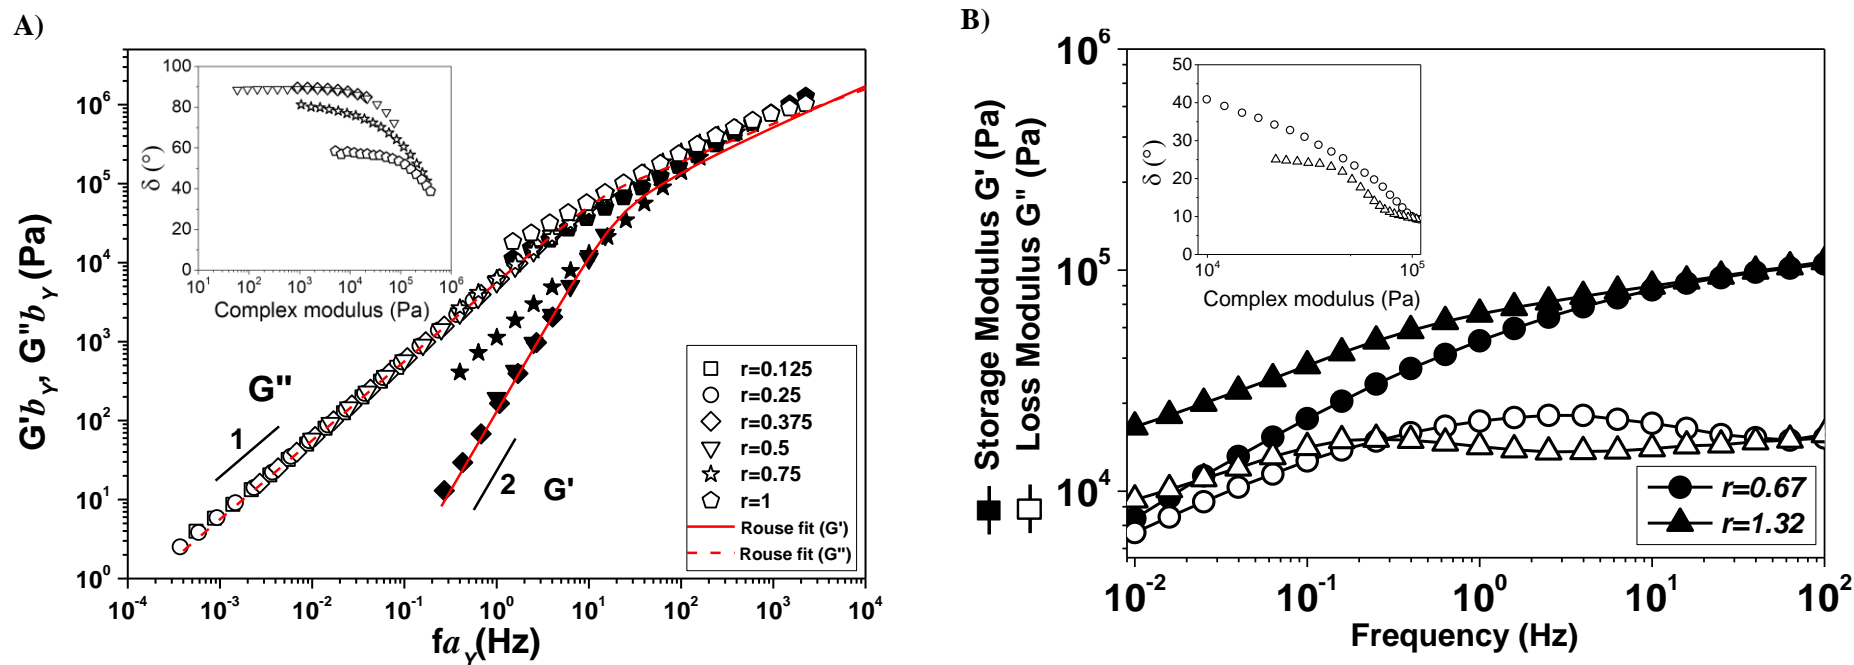 A)
G'bγ, G''bγ (Pa)
10⁶
10⁵
10⁴
10³
10²
10¹
10⁰
10⁻⁴ 10⁻³ 10⁻² 10⁻¹ 10⁰ 10¹ 10² 10³ 10⁴
faγ(Hz)
δ (°)
100
80
60
40
20
0
10¹ 10² 10³ 10⁴ 10⁵ 10⁶
Complex modulus (Pa)
G''
1
2
G'
r=0.125
r=0.25
r=0.375
r=0.5
r=0.75
r=1
Rouse fit (G')
Rouse fit (G'')
B)
Storage Modulus G' (Pa)
Loss Modulus G'' (Pa)
10⁶
10⁵
10⁴
10⁻² 10⁻¹ 10⁰ 10¹ 10²
Frequency (Hz)
δ (°)
50
40
30
20
10
0
10⁴ 10⁵
Complex modulus (Pa)
r=0.67
r=1.32